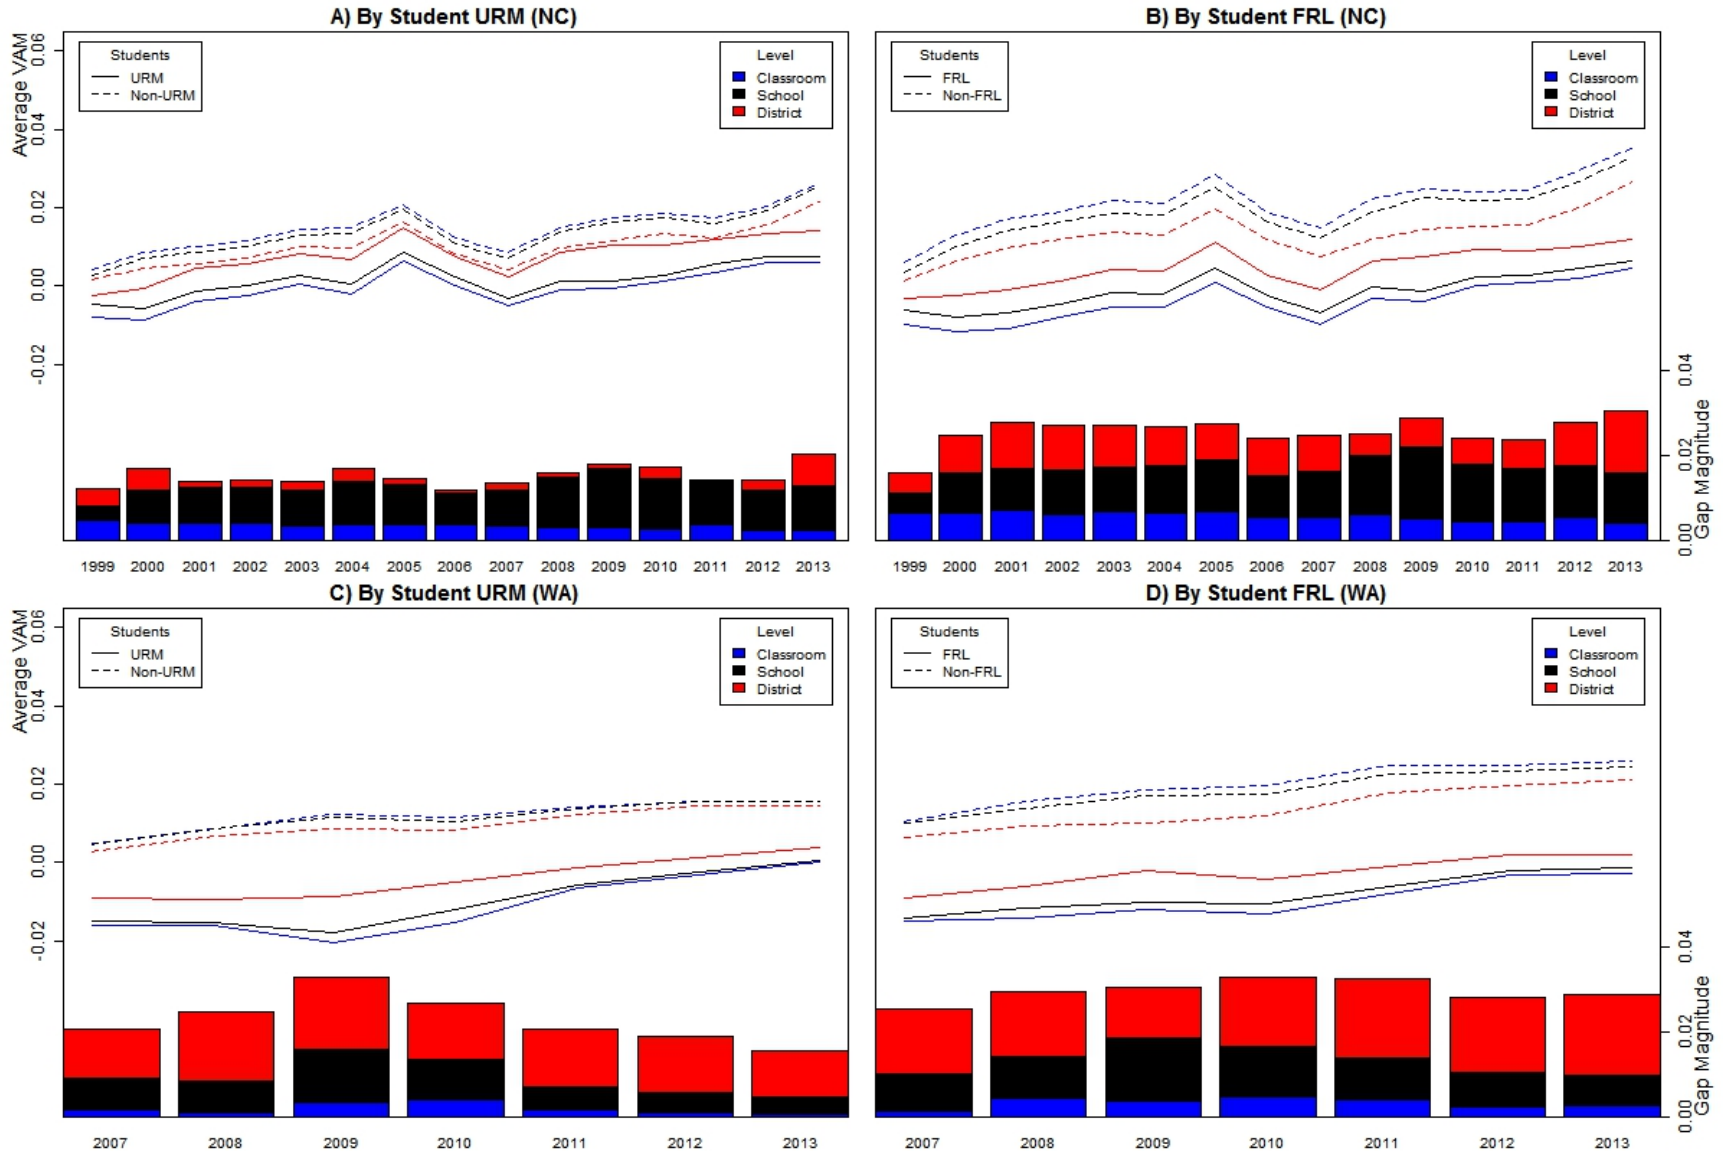 A) By Student URM (NC)
Average VAM
0.06
0.04
0.02
0.00
-0.02
Students
URM
Non-URM
Level
Classroom
School
District
1999 2000 2001 2002 2003 2004 2005 2006 2007 2008 2009 2010 2011 2012 2013
B) By Student FRL (NC)
Students
FRL
Non-FRL
Level
Classroom
School
District
0.04
0.02
0.00
Gap Magnitude
1999 2000 2001 2002 2003 2004 2005 2006 2007 2008 2009 2010 2011 2012 2013
C) By Student URM (WA)
Average VAM
0.06
0.04
0.02
0.00
-0.02
Students
URM
Non-URM
Level
Classroom
School
District
2007 2008 2009 2010 2011 2012 2013
D) By Student FRL (WA)
Students
FRL
Non-FRL
Level
Classroom
School
District
0.04
0.02
0.00
Gap Magnitude
2007 2008 2009 2010 2011 2012 2013